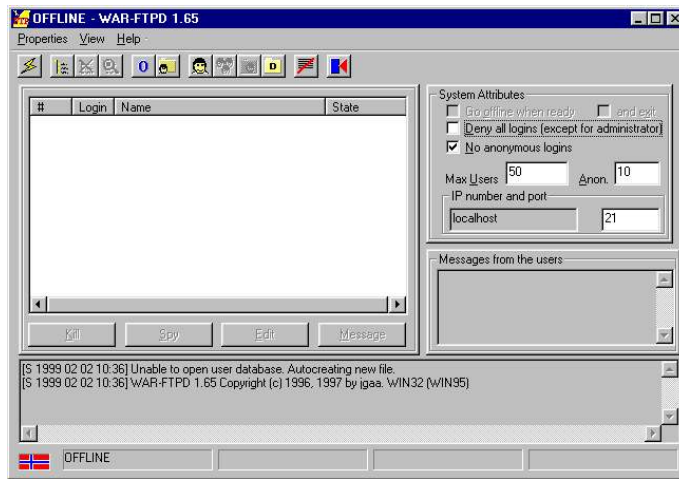 OFFLINE - WAR-FTPD 1.65
Properties View Help
0 D
# Login Name State
System Attributes
Go offline when ready and exit
Deny all logins (except for administrator)
No anonymous logins
Max Users 50 Anon. 10
IP number and port
localhost 21
Messages from the users
Kill Spy Edit Message
[S 1999 02 02 10:36] Unable to open user database. Autocreating new file.
[S 1999 02 02 10:36] WAR-FTPD 1.65 Copyright (c) 1996, 1997 by jgaa. WIN32 (WIN95)
OFFLINE